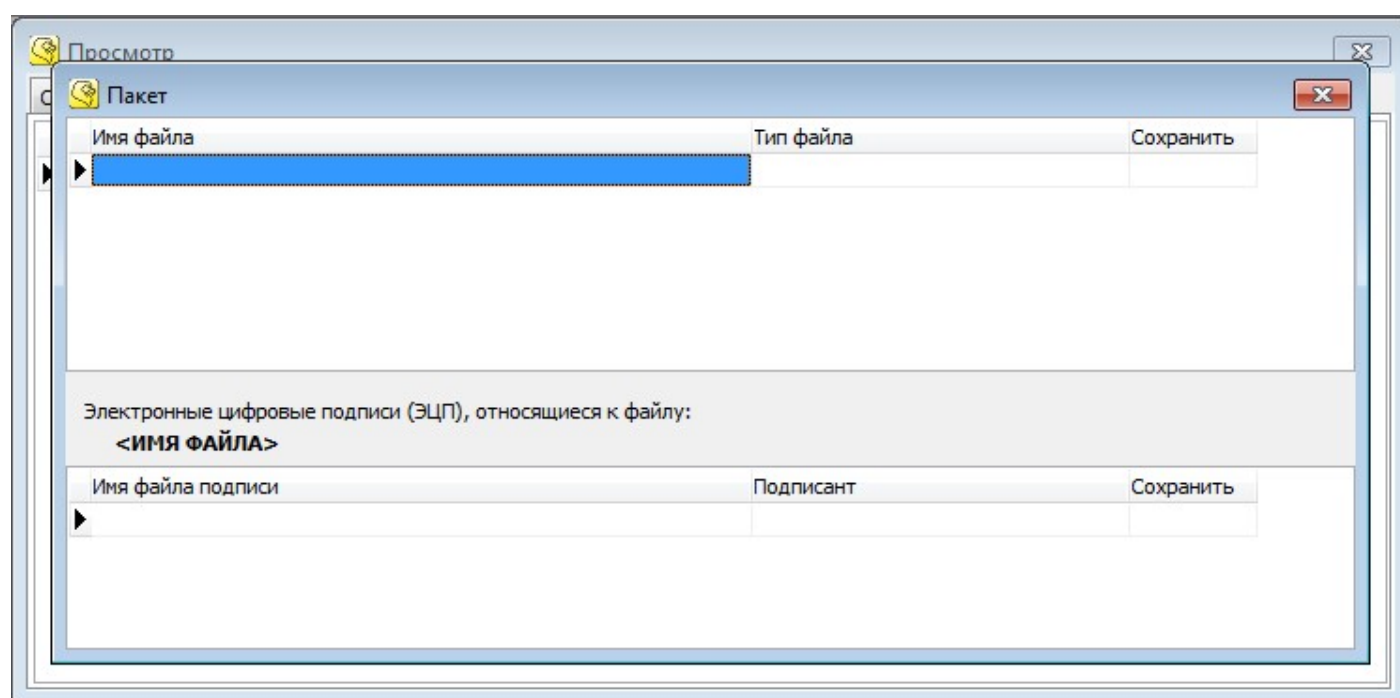 Просмотр
С
Пакет
Имя файла Тип файла Сохранить
Электронные цифровые подписи (ЭЦП), относящиеся к файлу:
<ИМЯ ФАЙЛА>
Имя файла подписи Подписант Сохранить